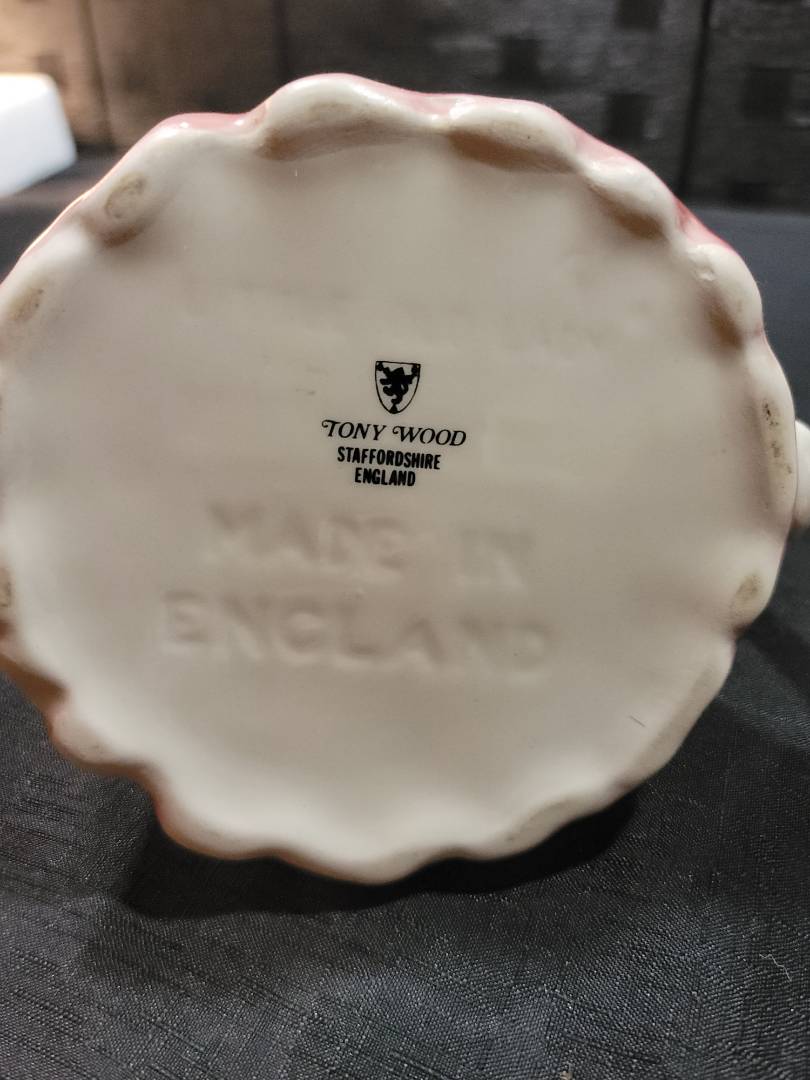 TONY WOOD
STAFFORDSHIRE
ENGLAND
MADE IN
ENGLAND